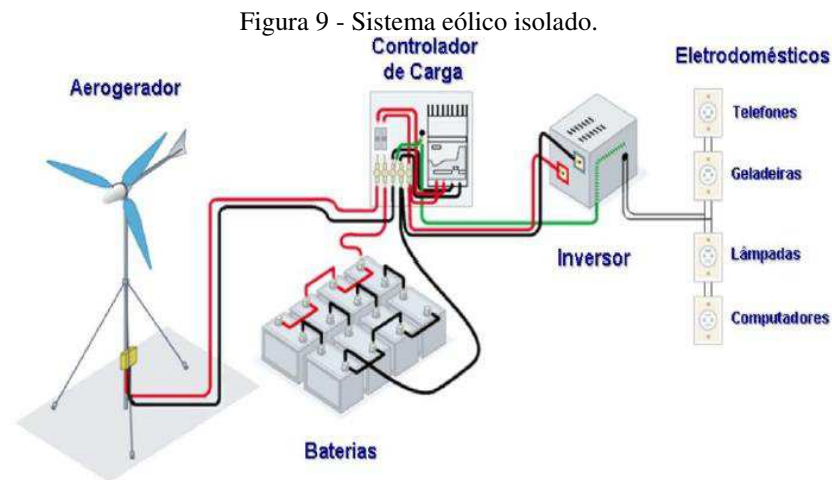 Figura 9 - Sistema eólico isolado.
Controlador
de Carga
Eletrodomésticos
Aerogerador
Telefones
Geladeiras
Inversor
Lâmpadas
Computadores
Baterias